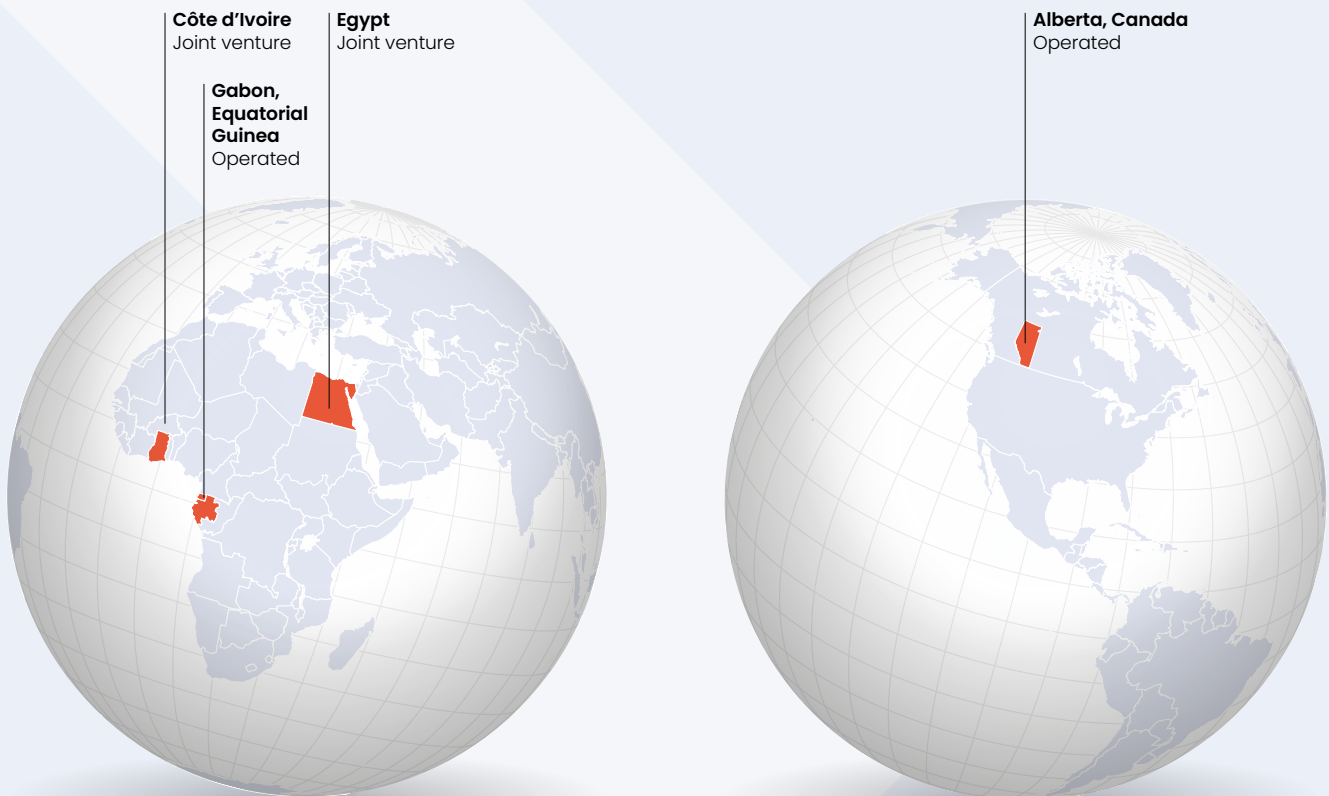 Côte d’Ivoire
Joint venture
Egypt
Joint venture
Gabon,
Equatorial
Guinea
Operated
Alberta, Canada
Operated